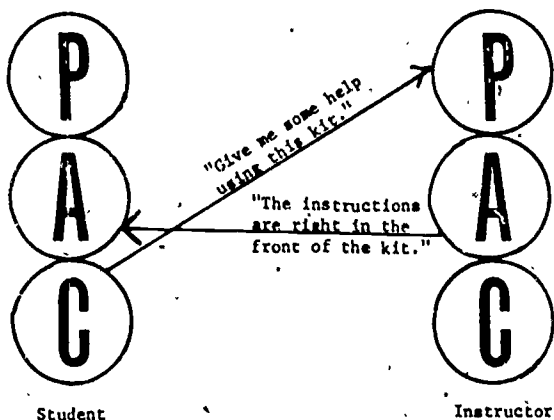 P
P
"Give me some help
using this kit."
A
A
"The instructions
are right in the
front of the kit."
C
C
Student
Instructor